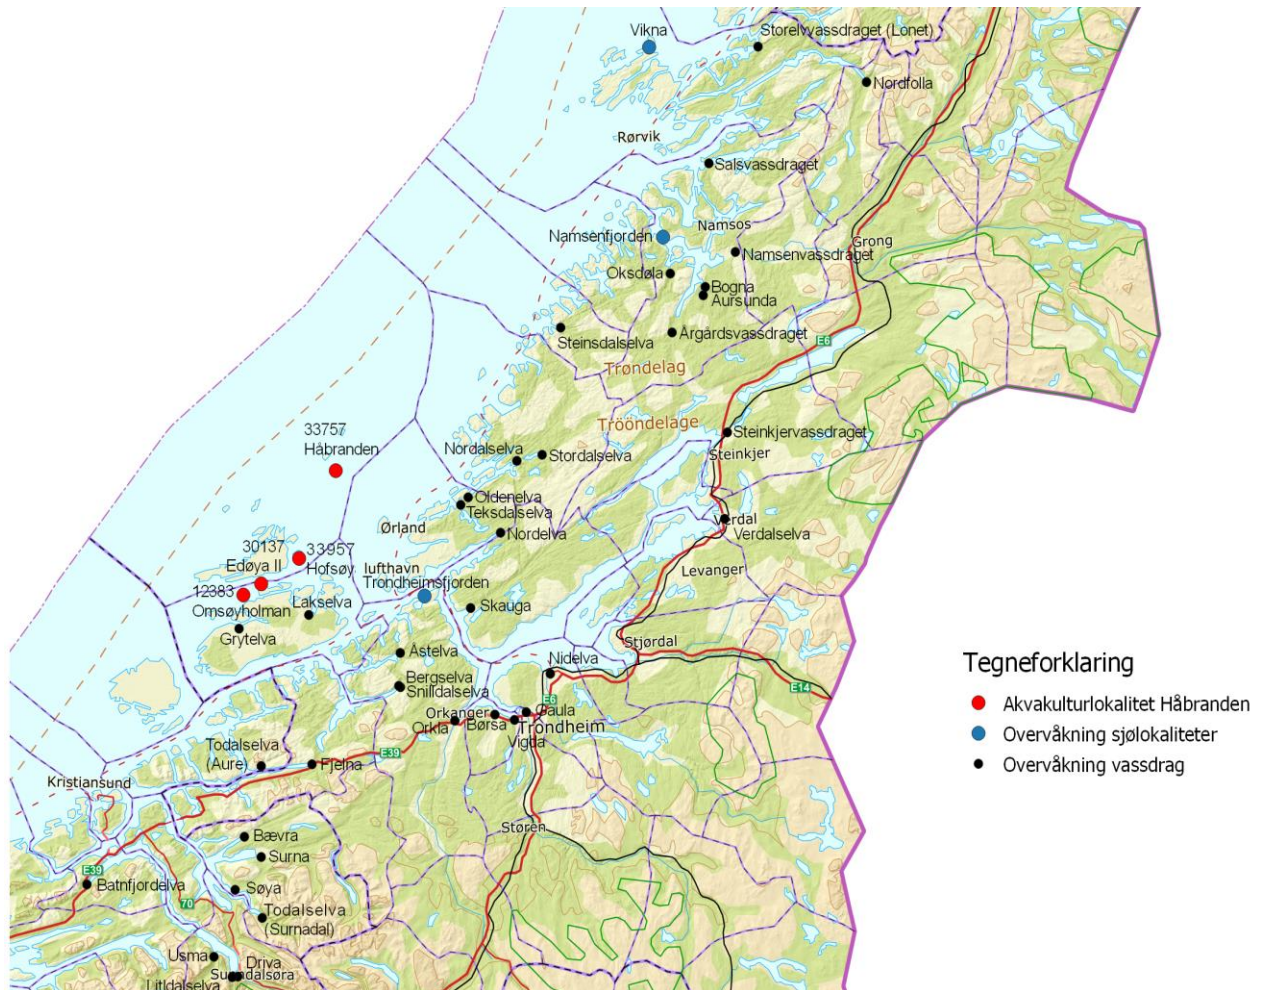 Vikna
Storelvvassdraget (Lonet)
Nordfolla
Rørvik
Salsvassdraget
Namsos
Namsenfjorden
Grong
Namsenvassdraget
Oksdøla
Bogna
Aursunda
Steinsdalselva
Årgårdsvassdraget
E6
Trøndelag
Trööndelage
33757
Håbranden
Steinkjervassdraget
Nordalselva
Stordalselva
Steinkjer
Oldenelva
Teksdalselva
Ørland
Nordelva
Verdal
Verdalselva
30137
33957
Edøya II
Hofsøy
lufthavn
Levanger
Trondheimsfjorden
12383
Lakselva
Omsøyholman
Skauga
Grytelva
Stjørdal
Åstelva
Nidelva
Bergselva
Snilldalselva
E14
E6
Orkanger
Gaula
Orkla
Børsa
Trondheim
Vigda
Todalselva
(Aure)
E39
Fjelna
Kristiansund
Støren
Bævra
Surna
E39
Batnfjordelva
Søya
70
Todalselva
(Surnadal)
Usma
Driva
Sunndalsøra
Litldalselva
Tegneforklaring
Akvakulturlokalitet Håbranden
Overvåkning sjølokaliteter
Overvåkning vassdrag